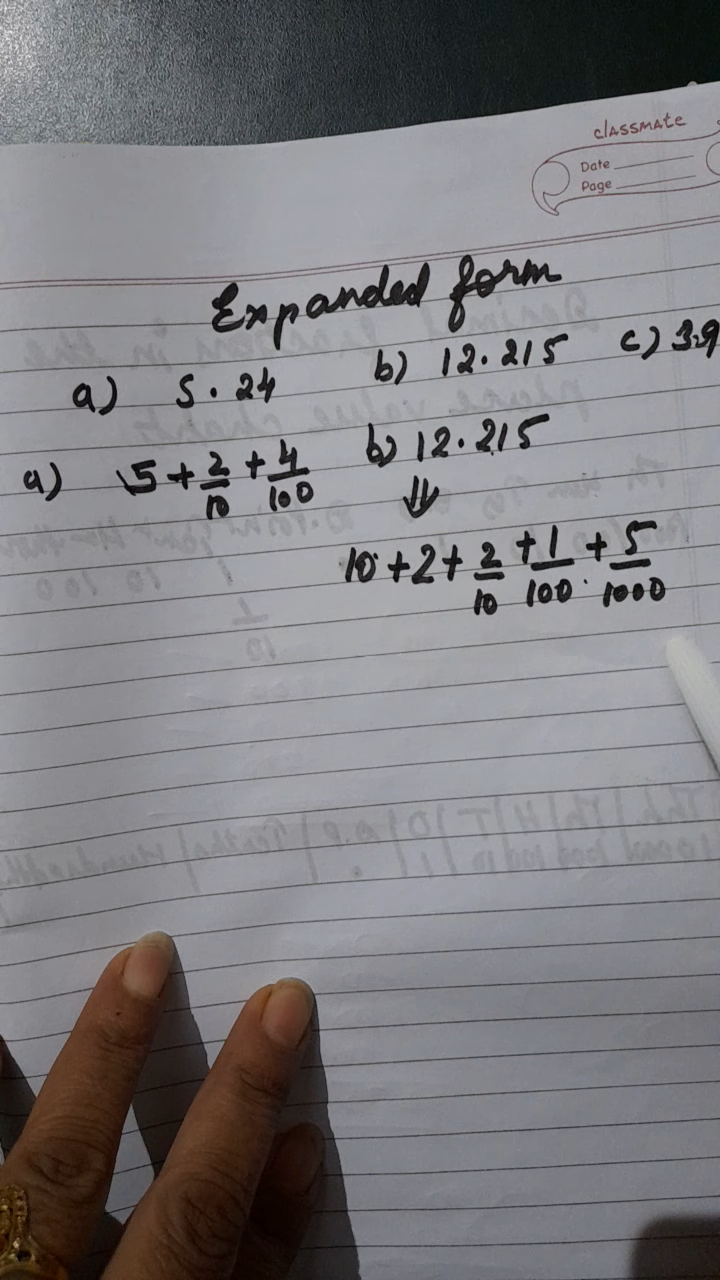 classmate
Date
Page
Expanded form
a) 5.24 b) 12.215 c) 3.9
a) 5 + 2/10 + 4/100 b) 12.215
⇓
10 + 2 + 2/10 + 1/100 + 5/1000